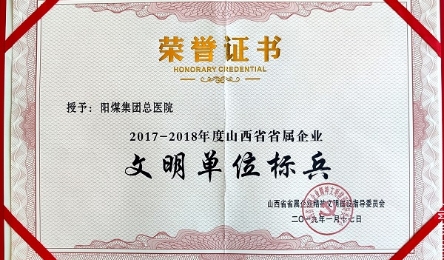 荣誉证书
HONORARY CREDENTIAL
授予：阳煤集团总医院
2017-2018年度山西省省属企业
文明单位标兵
山西省省属企业精神文明建设指导委员会
二〇一九年一月十七日